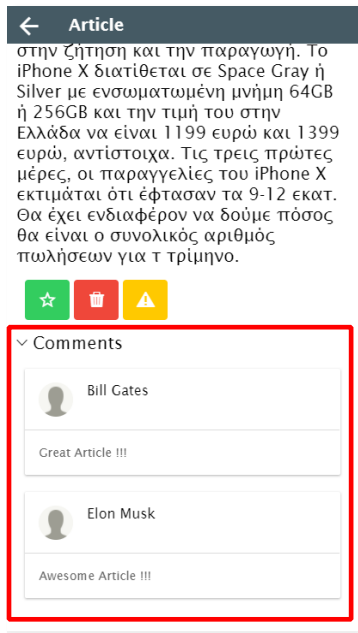 Article
στην ζήτηση και την παραγωγή. Το
iPhone X διατίθεται σε Space Gray ή
Silver με ενσωματωμένη μνήμη 64GB
ή 256GB και την τιμή του στην
Ελλάδα να είναι 1199 ευρώ και 1399
ευρώ, αντίστοιχα. Τις τρεις πρώτες
μέρες, οι παραγγελίες του iPhone X
εκτιμάται ότι έφτασαν τα 9-12 εκατ.
Θα έχει ενδιαφέρον να δούμε πόσος
θα είναι ο συνολικός αριθμός
πωλήσεων για τ τρίμηνο.
Comments
Bill Gates
Great Article !!!
Elon Musk
Awesome Article !!!